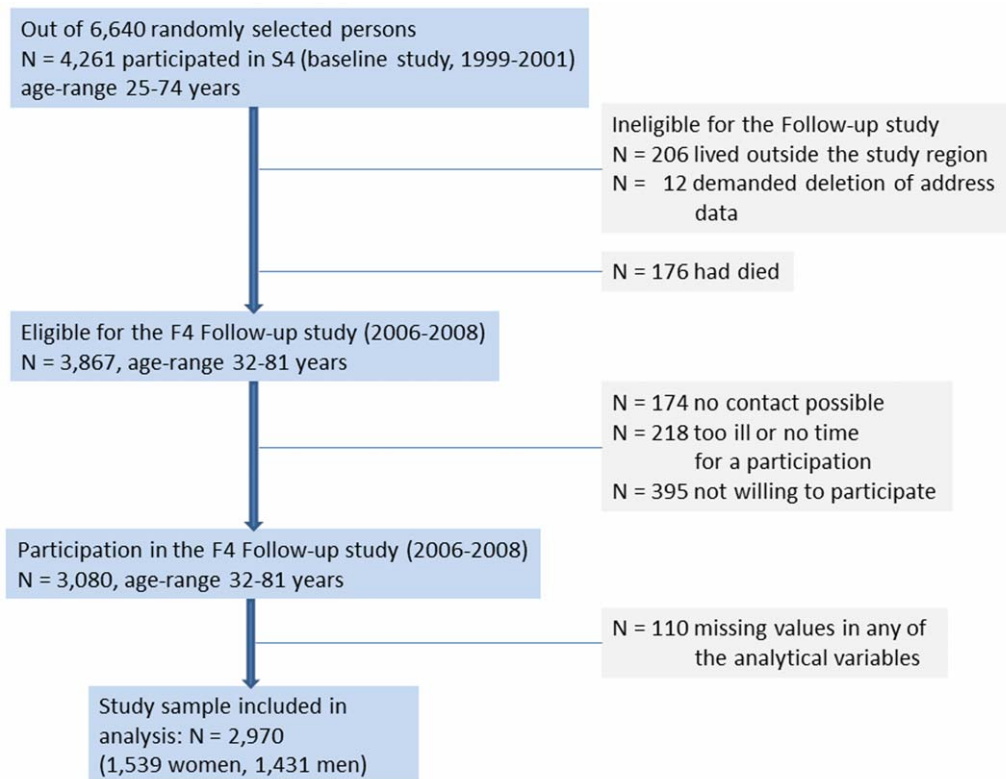 Out of 6,640 randomly selected persons
N = 4,261 participated in S4 (baseline study, 1999-2001)
age-range 25-74 years
Ineligible for the Follow-up study
N = 206 lived outside the study region
N = 12 demanded deletion of address
data
N = 176 had died
Eligible for the F4 Follow-up study (2006-2008)
N = 3,867, age-range 32-81 years
N = 174 no contact possible
N = 218 too ill or no time
for a participation
N = 395 not willing to participate
Participation in the F4 Follow-up study (2006-2008)
N = 3,080, age-range 32-81 years
N = 110 missing values in any of
the analytical variables
Study sample included in
analysis: N = 2,970
(1,539 women, 1,431 men)